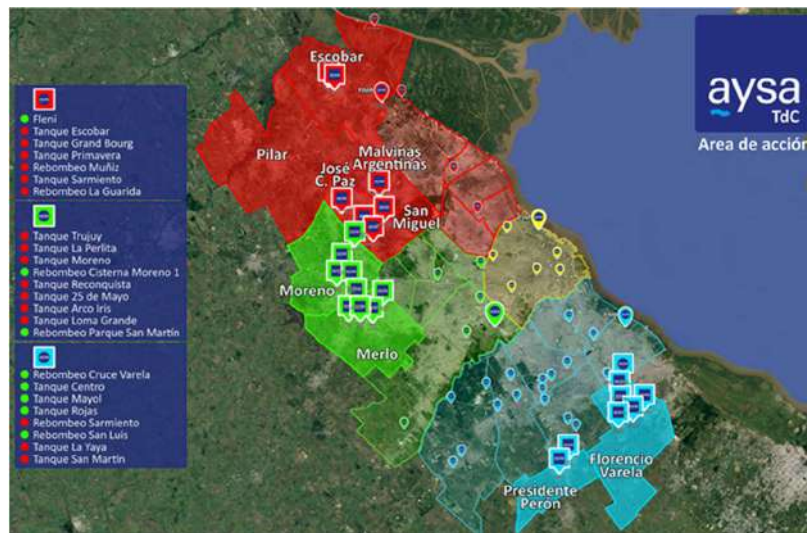 aysa
TdC
Area de acción
Escobar
Pilar
Malvinas
Argentinas
José
C. Paz
San
Miguel
Moreno
Merlo
Florencio
Varela
Presidente
Perón
Fleni
Tanque Escobar
Tanque Grand Bourg
Tanque Primavera
Rebombeo Muñiz
Tanque Sarmiento
Rebombeo La Guarida
Tanque Trujuy
Tanque La Perlita
Tanque Moreno
Rebombeo Cisterna Moreno 1
Tanque Reconquista
Tanque 25 de Mayo
Tanque Arco Iris
Tanque Loma Grande
Rebombeo Parque San Martín
Rebombeo Cruce Varela
Tanque Centro
Tanque Mayol
Tanque Rojas
Rebombeo Sarmiento
Rebombeo San Luis
Tanque La Yaya
Tanque San Martín